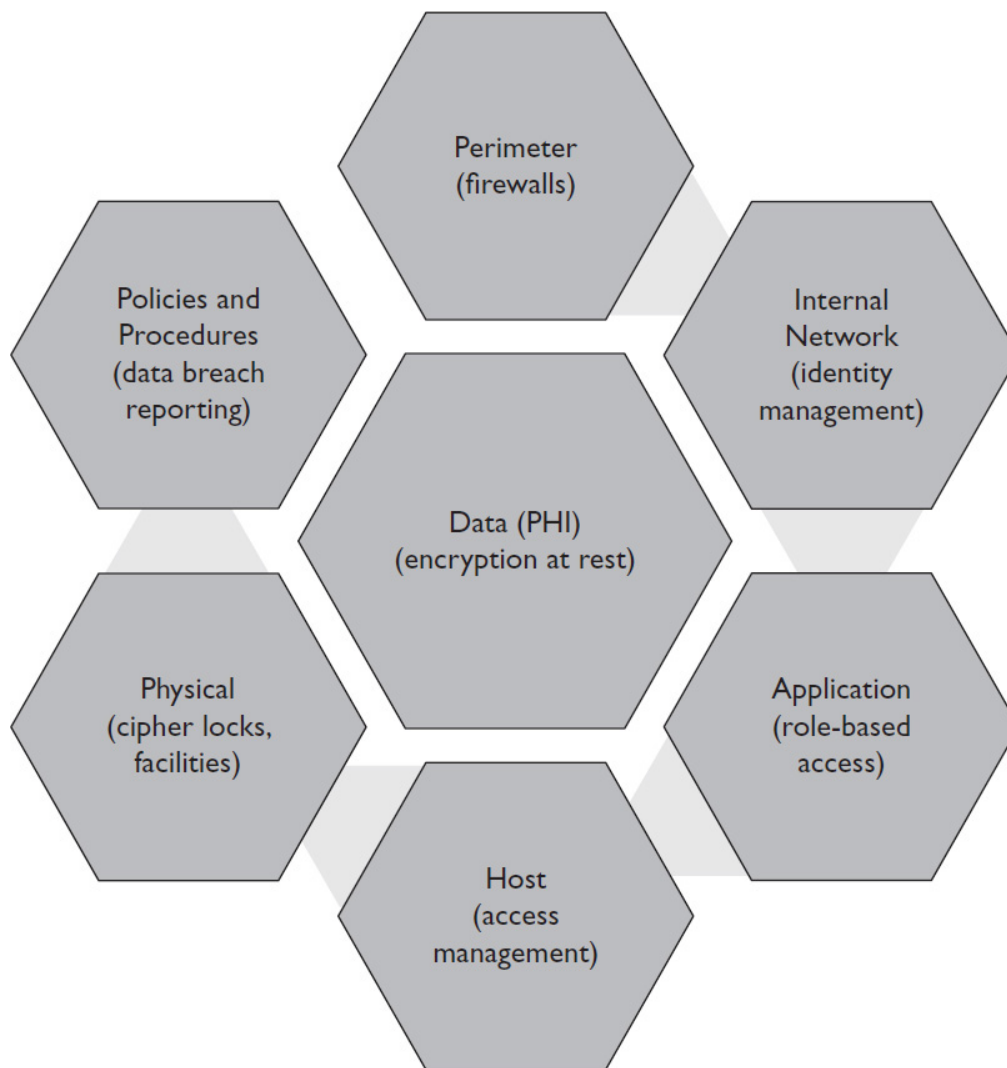 Perimeter
(firewalls)
Policies and
Procedures
(data breach
reporting)
Internal
Network
(identity
management)
Data (PHI)
(encryption at rest)
Physical
(cipher locks,
facilities)
Application
(role-based
access)
Host
(access
management)